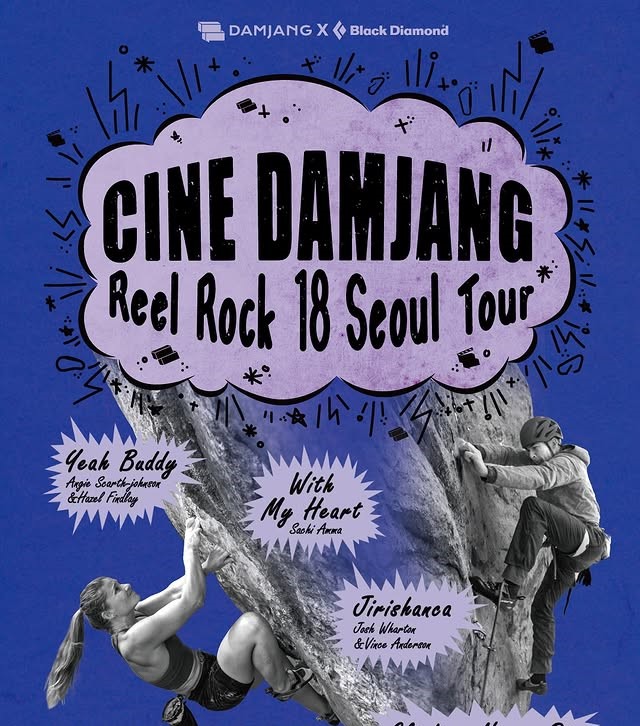 DAMJANG X Black Diamond
CINE DAMJANG
Reel Rock 18 Seoul Tour
Yeah Buddy
Angie Scarth-johnson
&Hazel Findlay
With
My Heart
Sachi Amma
Jirishanca
Josh Wharton
&Vince Anderson